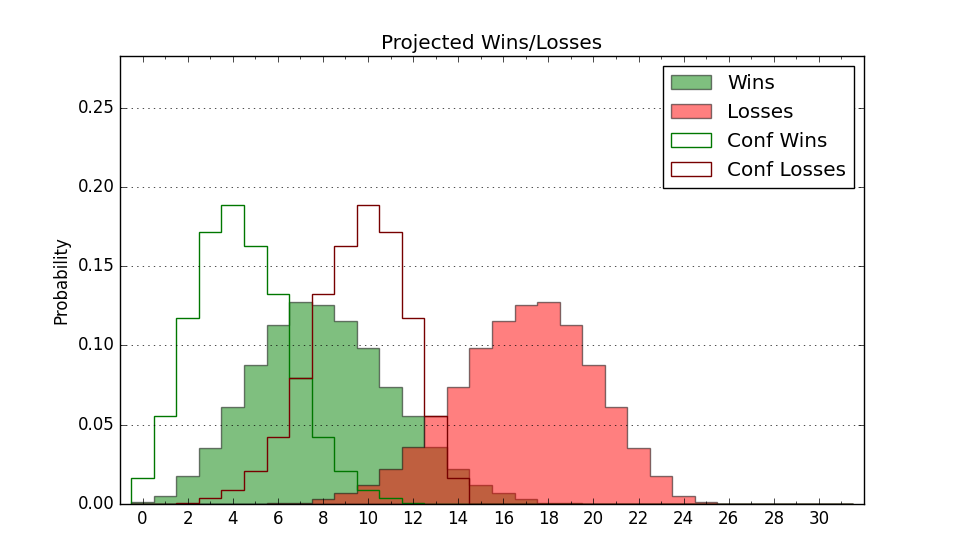 Projected Wins/Losses
Wins
Losses
Conf Wins
Conf Losses
Probability
0.25
0.20
0.15
0.10
0.05
0.00
0 2 4 6 8 10 12 14 16 18 20 22 24 26 28 30